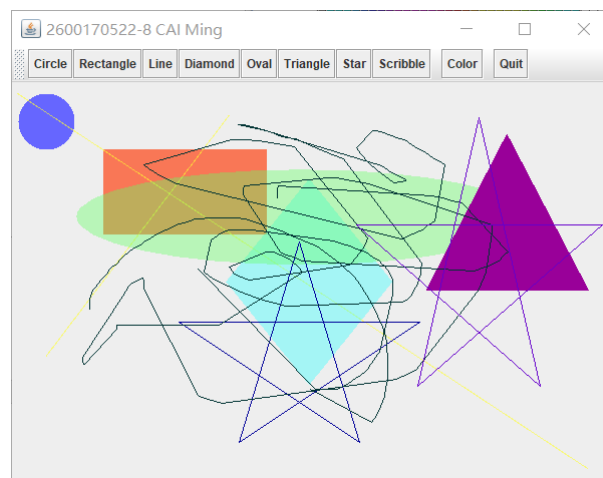 2600170522-8 CAI Ming
Circle Rectangle Line Diamond Oval Triangle Star Scribble Color Quit